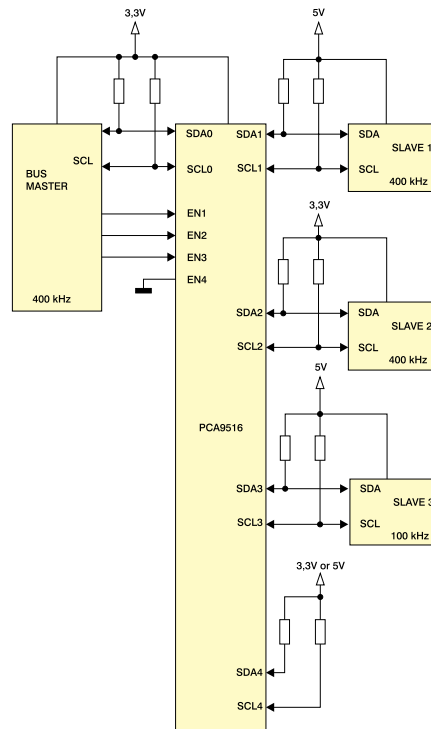 3,3V
5V
SDA0
SDA1
SDA
SLAVE 1
SCL
BUS
MASTER
SCL0
SCL1
SCL
400 kHz
EN1
EN2
EN3
EN4
400 kHz
3,3V
SDA2
SDA
SLAVE 2
SCL2
SCL
400 kHz
5V
PCA9516
SDA3
SDA
SLAVE 3
SCL3
SCL
100 kHz
3,3V or 5V
SDA4
SCL4